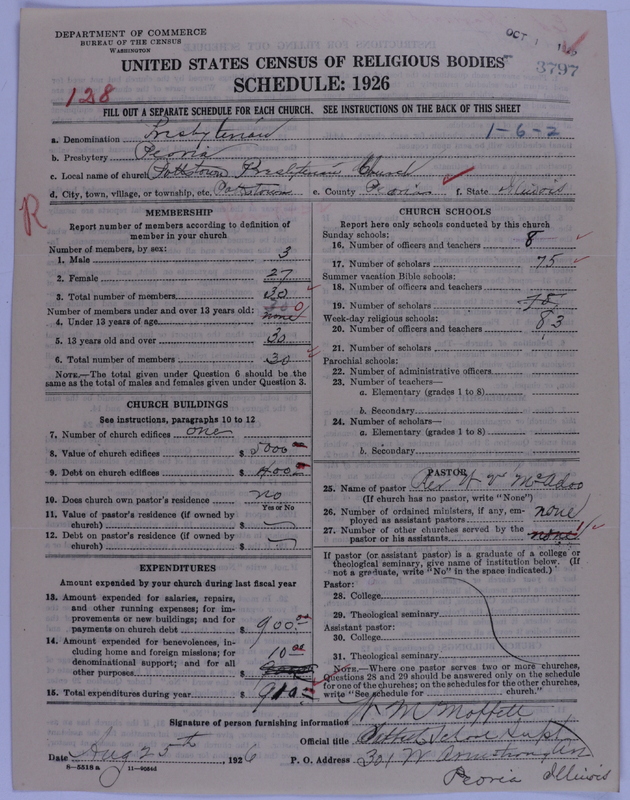 DEPARTMENT OF COMMERCE
BUREAU OF THE CENSUS
WASHINGTON
OCT
3797
UNITED STATES CENSUS OF RELIGIOUS BODIES
SCHEDULE: 1926
128
FILL OUT A SEPARATE SCHEDULE FOR EACH CHURCH. SEE INSTRUCTIONS ON THE BACK OF THIS SHEET
a. Denomination Presbyterian 1-6-2
b. Presbytery Peoria
c. Local name of church Pottstown Presbyterian Church
d. City, town, village, or township, etc. Pottstown e. County Peoria f. State Illinois
R
MEMBERSHIP
Report number of members according to definition of
member in your church
Number of members, by sex:
1. Male 3
2. Female 27
3. Total number of members 30
Number of members under and over 13 years old:
4. Under 13 years of age none 0
5. 13 years old and over 30
6. Total number of members 30
NOTE.—The total given under Question 6 should be the
same as the total of males and females given under Question 3.
CHURCH BUILDINGS
See instructions, paragraphs 10 to 12
7. Number of church edifices one
8. Value of church edifices $ 5000
9. Debt on church edifices $ 400
10. Does church own pastor's residence no
Yes or No
11. Value of pastor's residence (if owned by
church) $
12. Debt on pastor's residence (if owned by
church) $
EXPENDITURES
Amount expended by your church during last fiscal year
13. Amount expended for salaries, repairs,
and other running expenses; for im-
provements or new buildings; and for
payments on church debt $ 900
14. Amount expended for benevolences, in-
cluding home and foreign missions; for
denominational support; and for all
other purposes $ 10
15. Total expenditures during year $ 910
CHURCH SCHOOLS
Report here only schools conducted by this church
Sunday schools:
16. Number of officers and teachers 8
17. Number of scholars 75
Summer vacation Bible schools:
18. Number of officers and teachers
19. Number of scholars 75
Week-day religious schools:
20. Number of officers and teachers 83
21. Number of scholars
Parochial schools:
22. Number of administrative officers
23. Number of teachers—
a. Elementary (grades 1 to 8)
b. Secondary
24. Number of scholars—
a. Elementary (grades 1 to 8)
b. Secondary
PASTOR
25. Name of pastor Rev McAdoo
(If church has no pastor, write "None")
26. Number of ordained ministers, if any, em-
ployed as assistant pastors none
27. Number of other churches served by the
pastor or his assistants none 1
If pastor (or assistant pastor) is a graduate of a college or
theological seminary, give name of institution below. (If
not a graduate, write "No" in the space indicated.)
Pastor:
28. College
29. Theological seminary
Assistant pastor:
30. College
31. Theological seminary
NOTE.—Where one pastor serves two or more churches,
Questions 28 and 29 should be answered only on the schedule
for one of the churches; on the schedules for the other churches,
write "See schedule for church."
Signature of person furnishing information M Moffett
Official title Supt
Date Aug 25th 1926 P. O. Address 301 W Armstrong Av
8—5518a 11—9084d
Peoria Illinois